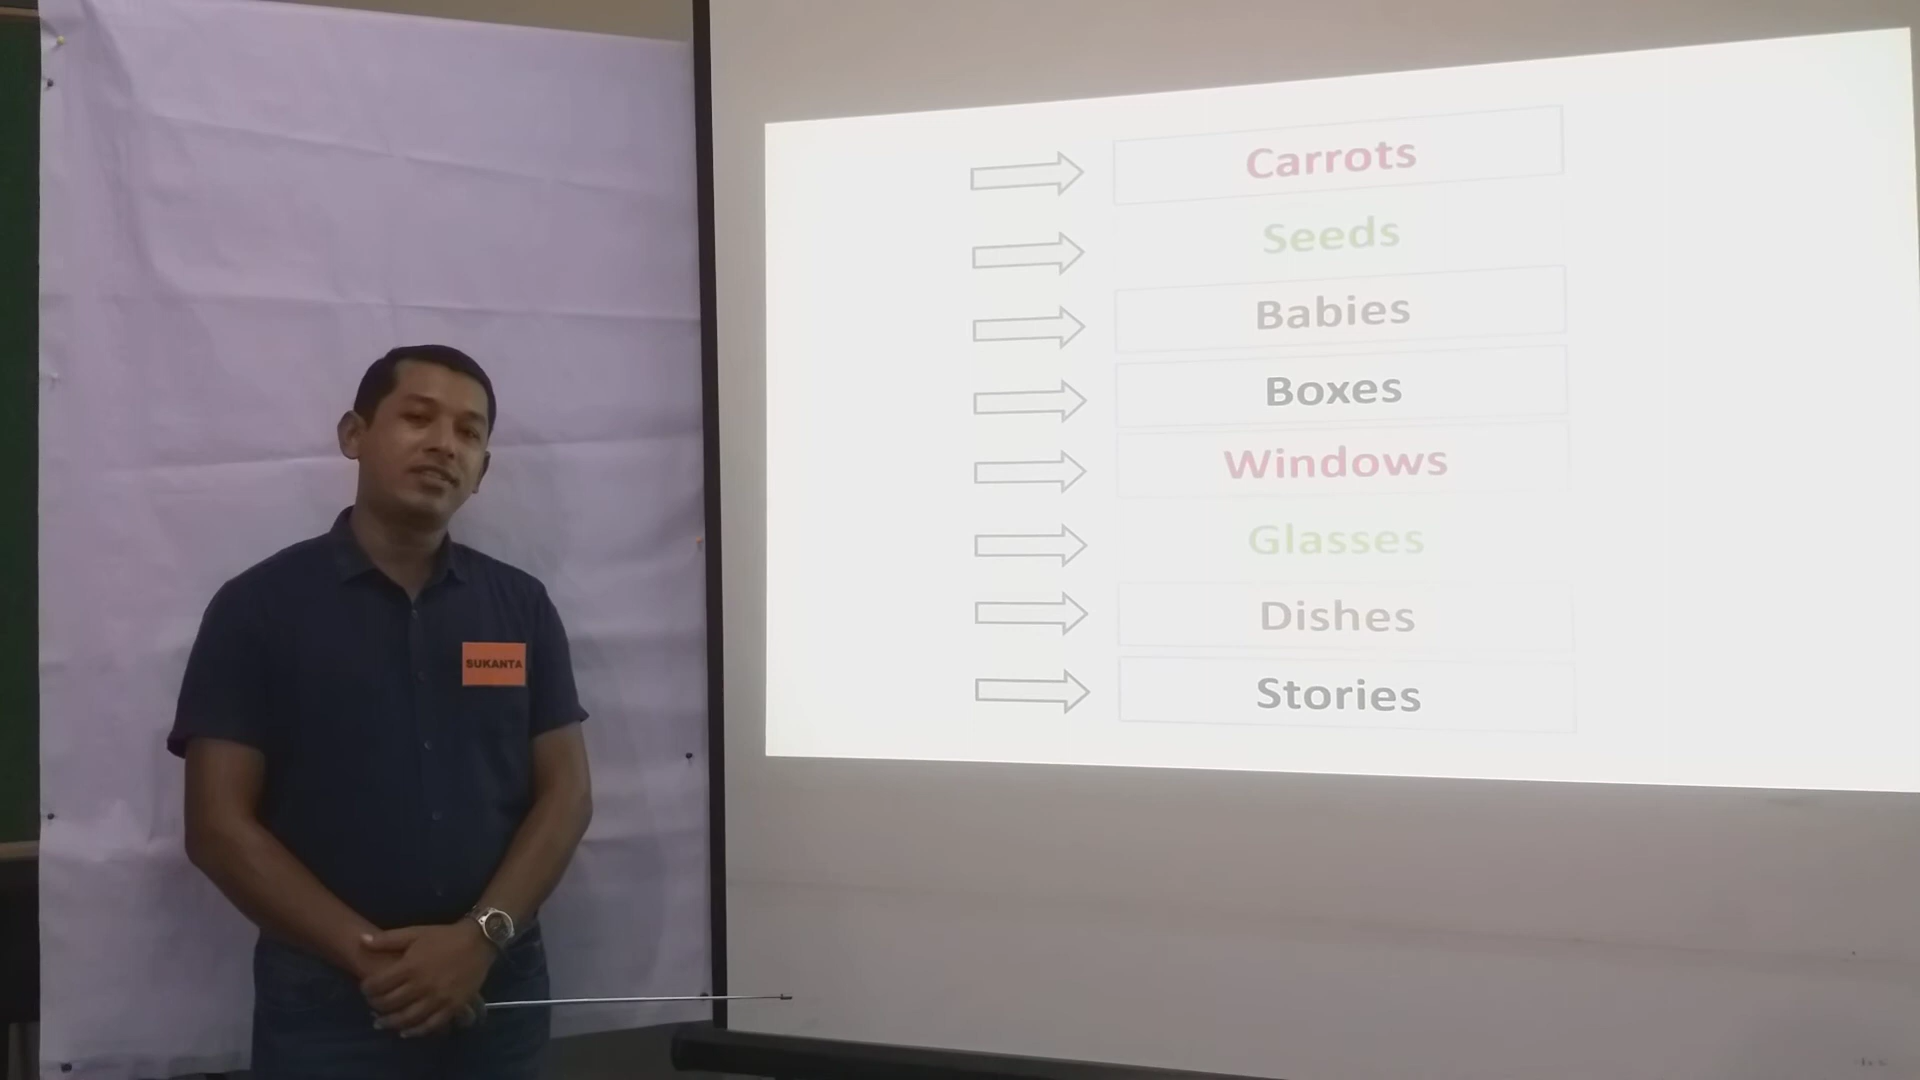 Carrots
Seeds
Babies
Boxes
Windows
Glasses
Dishes
Stories
SUKANTA